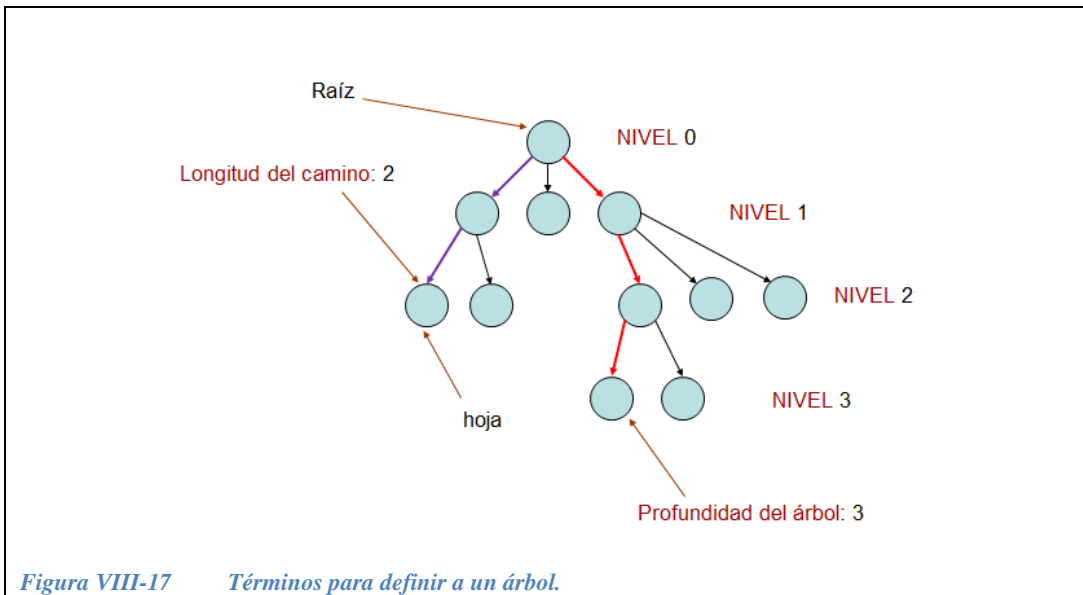 Raíz
NIVEL 0
Longitud del camino: 2
NIVEL 1
NIVEL 2
NIVEL 3
hoja
Profundidad del árbol: 3
Figura VIII-17 Términos para definir a un árbol.